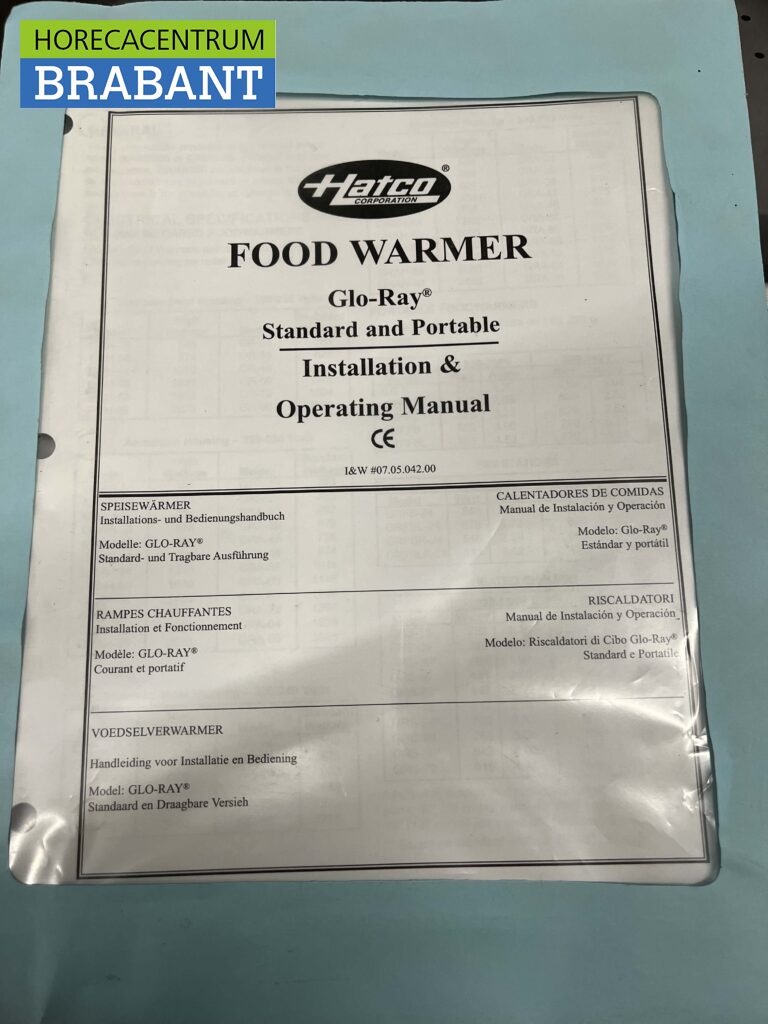 HORECACENTRUM
BRABANT
Hatco®
CORPORATION
FOOD WARMER
Glo-Ray®
Standard and Portable
Installation &
Operating Manual
CE
I&W #07.05.042.00
SPEISEWÄRMER
Installations- und Bedienungshandbuch
Modelle: GLO-RAY®
Standard- und Tragbare Ausführung
CALENTADORES DE COMIDAS
Manual de Instalación y Operación
Modelo: Glo-Ray®
Estándar y portátil
RAMPES CHAUFFANTES
Installation et Fonctionnement
Modèle: GLO-RAY®
Courant et portatif
RISCALDATORI
Manual de Instalación y Operación
Modelo: Riscaldatori di Cibo Glo-Ray®
Standard e Portatile
VOEDSELVERWARMER
Handleiding voor Installatie en Bediening
Model: GLO-RAY®
Standaard en Draagbare Versieh